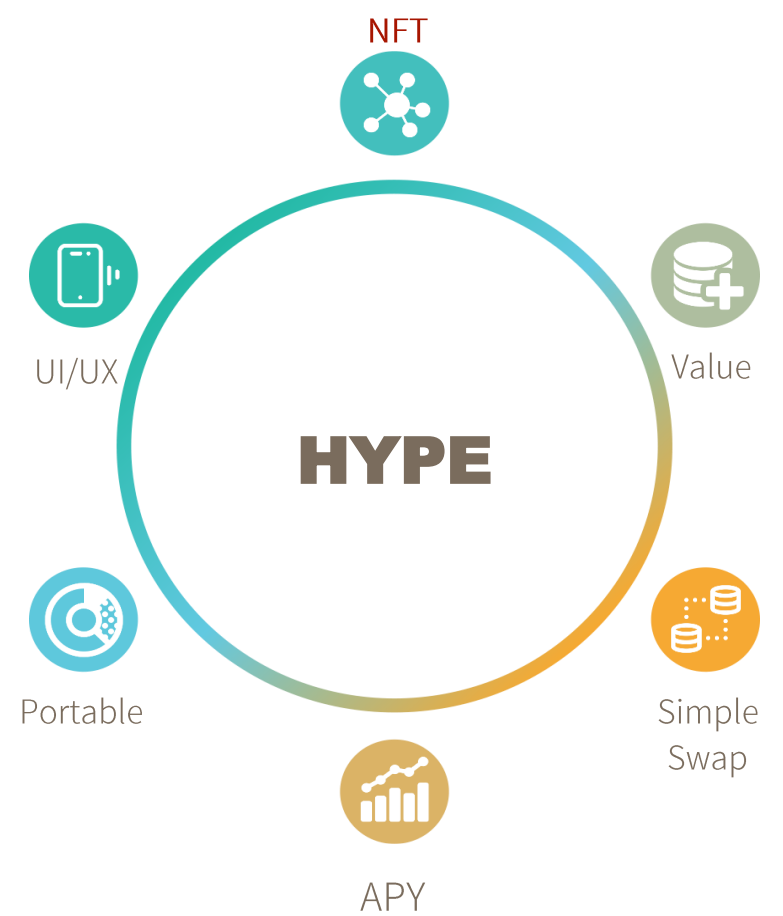 NFT
UI/UX
Value
HYPE
Portable
Simple
Swap
APY